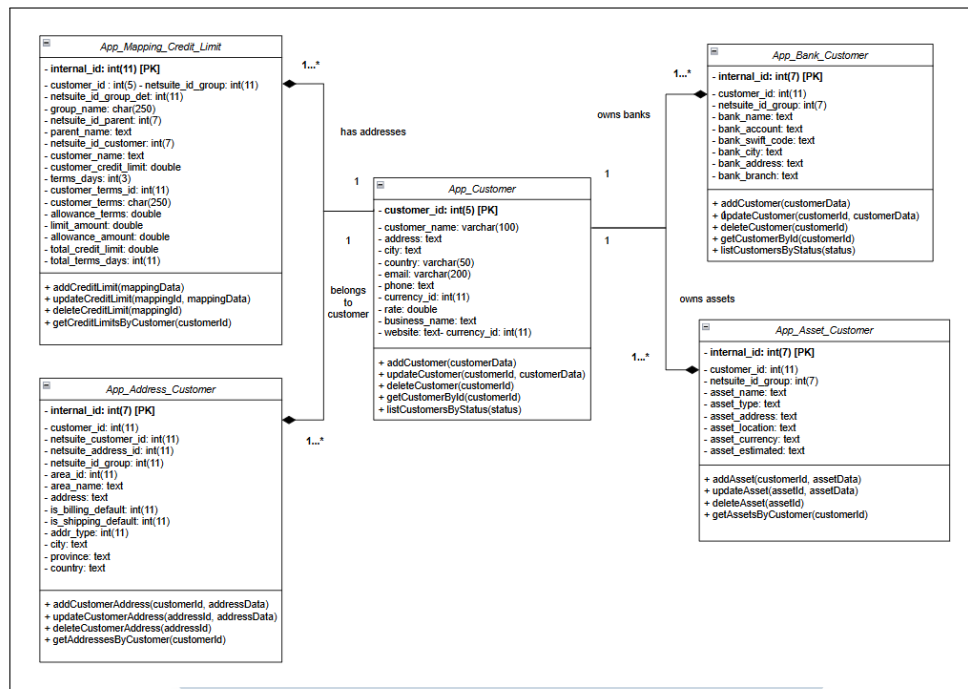 App_Mapping_Credit_Limit
- internal_id: int(11) [PK]
- customer_id : int(5) - netsuite_id_group: int(11)
- netsuite_id_group_det: int(11)
- group_name: char(250)
- netsuite_id_parent: int(7)
- parent_name: text
- netsuite_id_customer: int(7)
- customer_name: text
- customer_credit_limit: double
- terms_days: int(3)
- customer_terms_id: int(11)
- customer_terms: char(250)
- allowance_terms: double
- limit_amount: double
- allowance_amount: double
- total_credit_limit: double
- total_terms_days: int(11)
+ addCreditLimit(mappingData)
+ updateCreditLimit(mappingId, mappingData)
+ deleteCreditLimit(mappingId)
+ getCreditLimitsByCustomer(customerId)
1...*
has addresses
1
1
belongs
to
customer
1...*
App_Address_Customer
- internal_id: int(7) [PK]
- customer_id: int(11)
- netsuite_customer_id: int(11)
- netsuite_address_id: int(11)
- netsuite_id_group: int(11)
- area_id: int(11)
- area_name: text
- address: text
- is_billing_default: int(11)
- is_shipping_default: int(11)
- addr_type: int(11)
- city: text
- province: text
- country: text
+ addCustomerAddress(customerId, addressData)
+ updateCustomerAddress(addressId, addressData)
+ deleteCustomerAddress(addressId)
+ getAddressesByCustomer(customerId)
App_Customer
- customer_id: int(5) [PK]
- customer_name: varchar(100)
- address: text
- city: text
- country: varchar(50)
- email: varchar(200)
- phone: text
- currency_id: int(11)
- rate: double
- business_name: text
- website: text- currency_id: int(11)
+ addCustomer(customerData)
+ updateCustomer(customerId, customerData)
+ deleteCustomer(customerId)
+ getCustomerById(customerId)
+ listCustomersByStatus(status)
1...*
owns banks
1
1
owns assets
1...*
App_Bank_Customer
- internal_id: int(7) [PK]
- customer_id: int(11)
- netsuite_id_group: int(7)
- bank_name: text
- bank_account: text
- bank_swift_code: text
- bank_city: text
- bank_address: text
- bank_branch: text
+ addCustomer(customerData)
+ updateCustomer(customerId, customerData)
+ deleteCustomer(customerId)
+ getCustomerById(customerId)
+ listCustomersByStatus(status)
App_Asset_Customer
- internal_id: int(7) [PK]
- customer_id: int(11)
- netsuite_id_group: int(7)
- asset_name: text
- asset_type: text
- asset_address: text
- asset_location: text
- asset_currency: text
- asset_estimated: text
+ addAsset(customerId, assetData)
+ updateAsset(assetId, assetData)
+ deleteAsset(assetId)
+ getAssetsByCustomer(customerId)